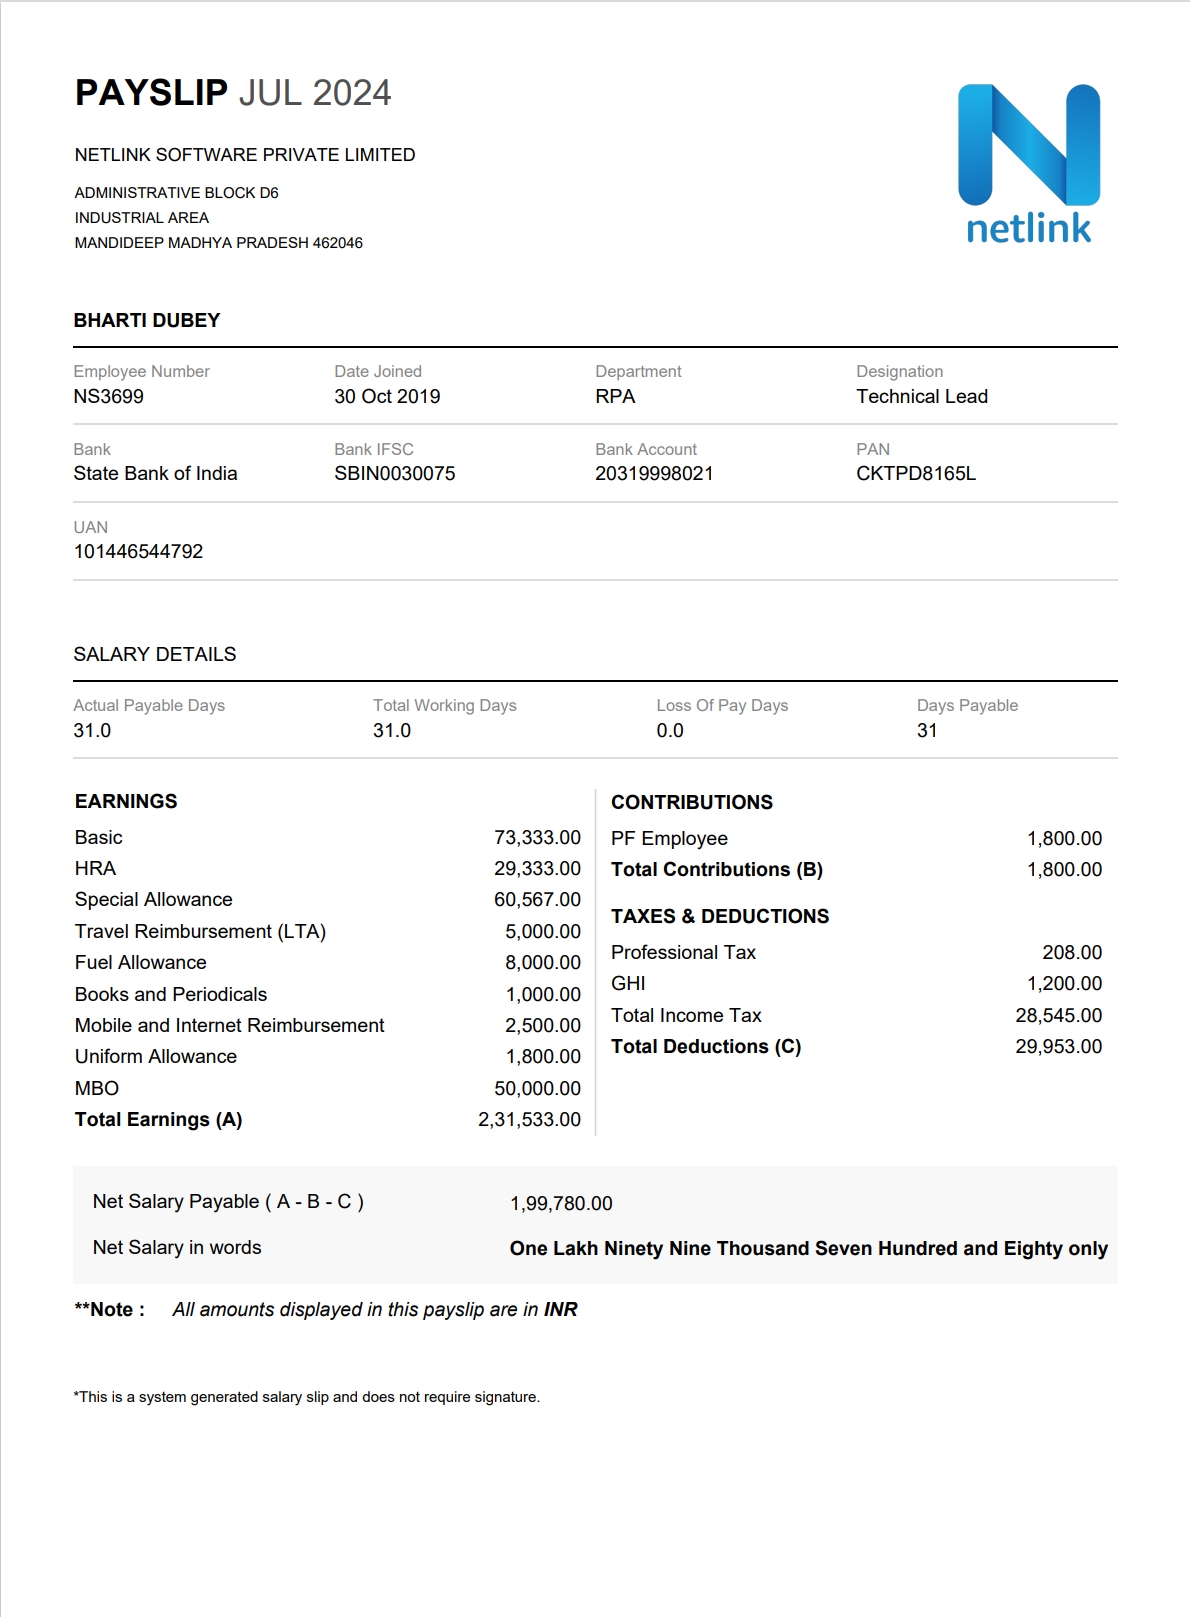 PAYSLIP JUL 2024
netlink
NETLINK SOFTWARE PRIVATE LIMITED
ADMINISTRATIVE BLOCK D6
INDUSTRIAL AREA
MANDIDEEP MADHYA PRADESH 462046
BHARTI DUBEY
Employee Number Date Joined Department Designation
NS3699 30 Oct 2019 RPA Technical Lead
Bank Bank IFSC Bank Account PAN
State Bank of India SBIN0030075 20319998021 CKTPD8165L
UAN
101446544792
SALARY DETAILS
Actual Payable Days Total Working Days Loss Of Pay Days Days Payable
31.0 31.0 0.0 31
EARNINGS
Basic 73,333.00
HRA 29,333.00
Special Allowance 60,567.00
Travel Reimbursement (LTA) 5,000.00
Fuel Allowance 8,000.00
Books and Periodicals 1,000.00
Mobile and Internet Reimbursement 2,500.00
Uniform Allowance 1,800.00
MBO 50,000.00
Total Earnings (A) 2,31,533.00
CONTRIBUTIONS
PF Employee 1,800.00
Total Contributions (B) 1,800.00
TAXES & DEDUCTIONS
Professional Tax 208.00
GHI 1,200.00
Total Income Tax 28,545.00
Total Deductions (C) 29,953.00
Net Salary Payable ( A - B - C ) 1,99,780.00
Net Salary in words One Lakh Ninety Nine Thousand Seven Hundred and Eighty only
**Note : All amounts displayed in this payslip are in INR
*This is a system generated salary slip and does not require signature.